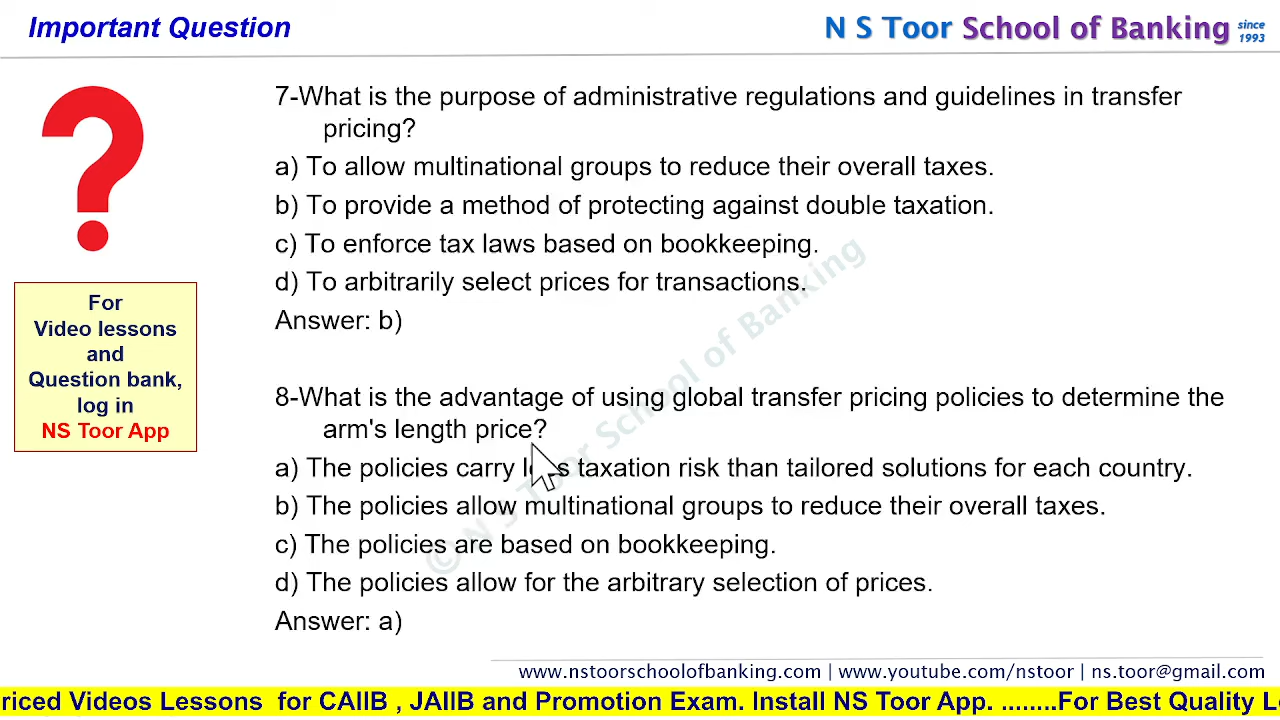 Important Question
N S Toor School of Banking since 1993
7-What is the purpose of administrative regulations and guidelines in transfer
pricing?
a) To allow multinational groups to reduce their overall taxes.
b) To provide a method of protecting against double taxation.
c) To enforce tax laws based on bookkeeping.
d) To arbitrarily select prices for transactions.
Answer: b)
For
Video lessons
and
Question bank,
log in
NS Toor App
8-What is the advantage of using global transfer pricing policies to determine the
arm's length price?
a) The policies carry less taxation risk than tailored solutions for each country.
b) The policies allow multinational groups to reduce their overall taxes.
c) The policies are based on bookkeeping.
d) The policies allow for the arbitrary selection of prices.
Answer: a)
© N S Toor School of Banking
www.nstoorschoolofbanking.com | www.youtube.com/nstoor | ns.toor@gmail.com
riced Videos Lessons for CAIIB , JAIIB and Promotion Exam. Install NS Toor App. ........For Best Quality L